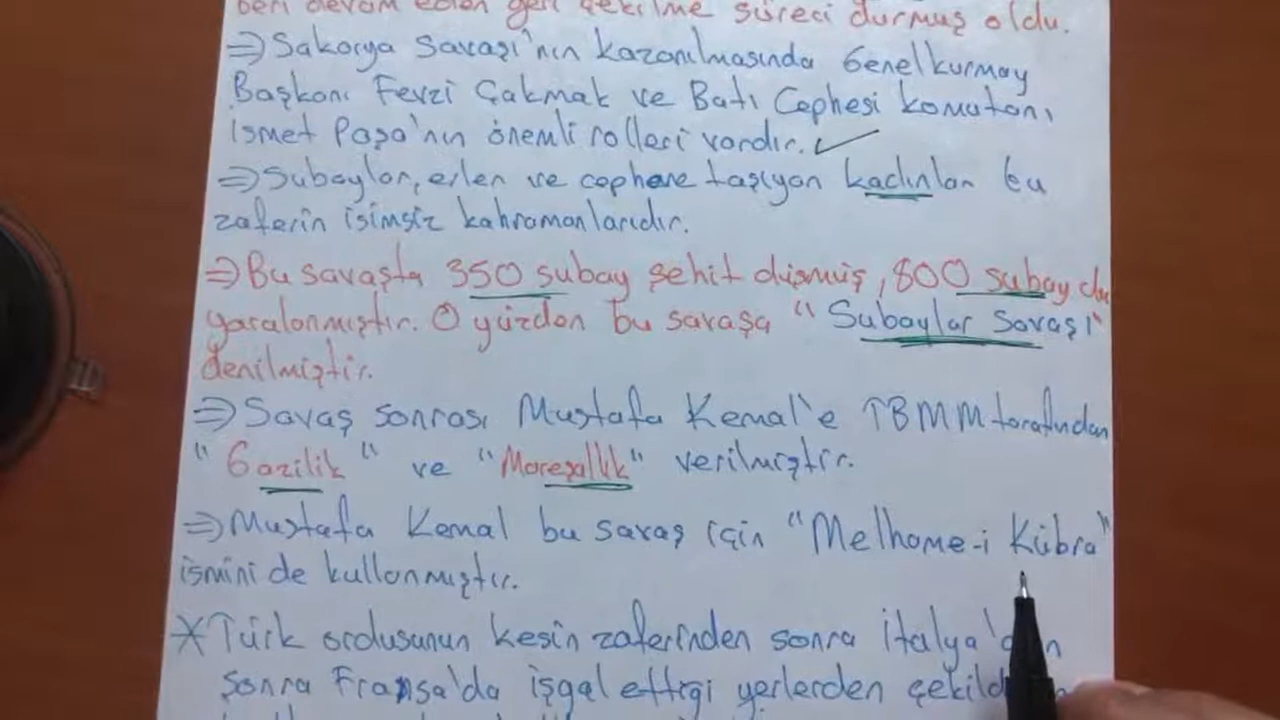 beri devam eden geri çekilme süreci durmuş oldu.
⇒ Sakarya Savaşı'nın kazanılmasında Genelkurmay
Başkanı Fevzi Çakmak ve Batı Cephesi komutanı
İsmet Paşa'nın önemli rolleri vardır. ✓
⇒ Subaylar, erler ve cephane taşıyan kadınlar bu
zaferin isimsiz kahramanlarıdır.
⇒ Bu savaşta 350 subay şehit düşmüş, 800 subay da
yaralanmıştır. O yüzden bu savaşa "Subaylar Savaşı"
denilmiştir.
⇒ Savaş sonrası Mustafa Kemal'e TBMM tarafından
"Gazilik" ve "Mareşallik" verilmiştir.
⇒ Mustafa Kemal bu savaş için "Melhame-i Kübra"
ismini de kullanmıştır.
* Türk ordusunun kesin zaferinden sonra İtalya'dan
sonra Fransa'da işgal ettiği yerlerden